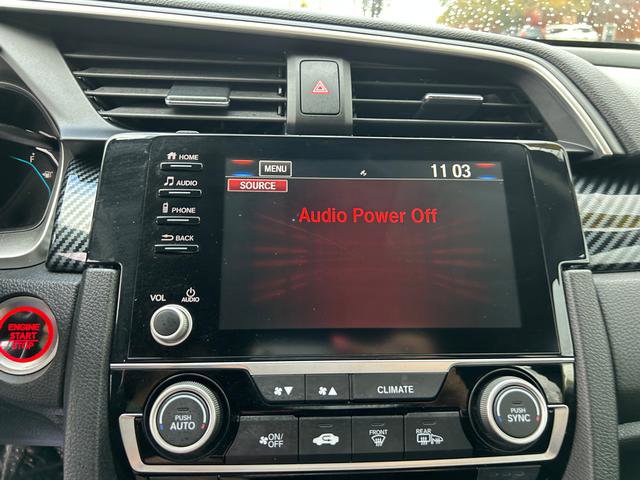 HOME
AUDIO
PHONE
BACK
VOL
AUDIO
MENU
11 03
SOURCE
Audio Power Off
F
ENGINE
START
STOP
CLIMATE
PUSH
AUTO
ON/
OFF
FRONT
REAR
PUSH
SYNC